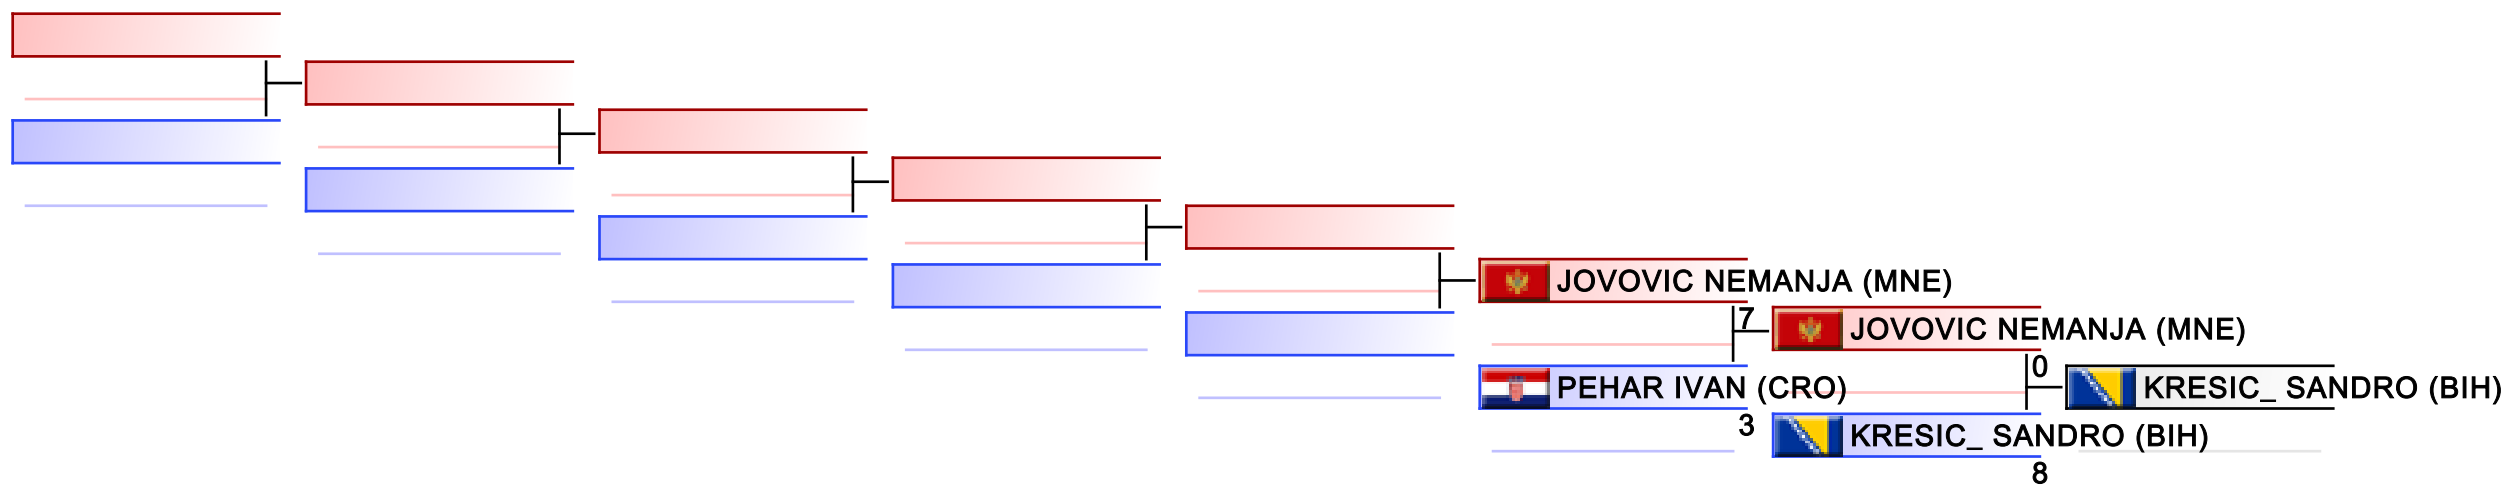 JOVOVIC NEMANJA (MNE)
7
JOVOVIC NEMANJA (MNE)
0
PEHAR IVAN (CRO)
KRESIC_ SANDRO (BIH)
3
KRESIC_ SANDRO (BIH)
8